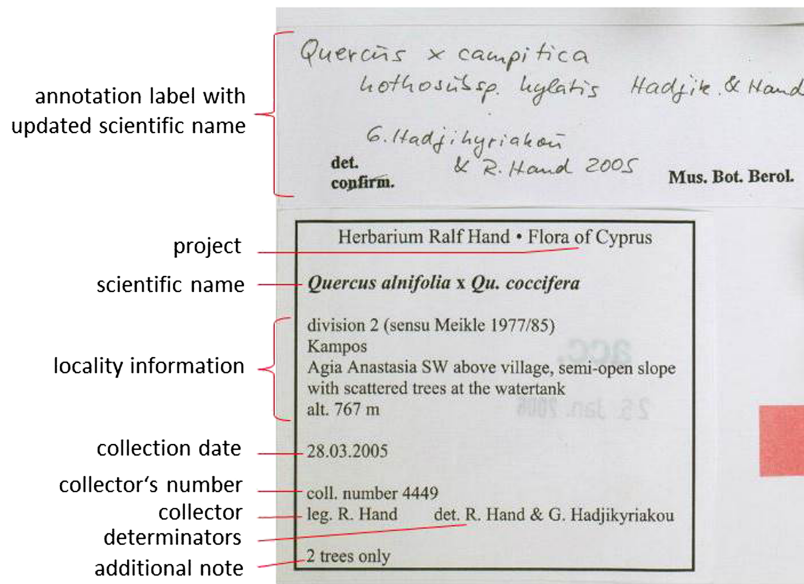 annotation label with
updated scientific name
Quercus x campitica
nothosubsp. hylatis Hadjik. & Hand
G. Hadjikyriakou
& R. Hand 2005
det.
confirm.
Mus. Bot. Berol.
project
Herbarium Ralf Hand • Flora of Cyprus
scientific name
Quercus alnifolia x Qu. coccifera
locality information
division 2 (sensu Meikle 1977/85)
Kampos
Agia Anastasia SW above village, semi-open slope
with scattered trees at the watertank
alt. 767 m
collection date
28.03.2005
collector's number
coll. number 4449
collector
leg. R. Hand det. R. Hand & G. Hadjikyriakou
determinators
additional note
2 trees only
acc.
Jan.